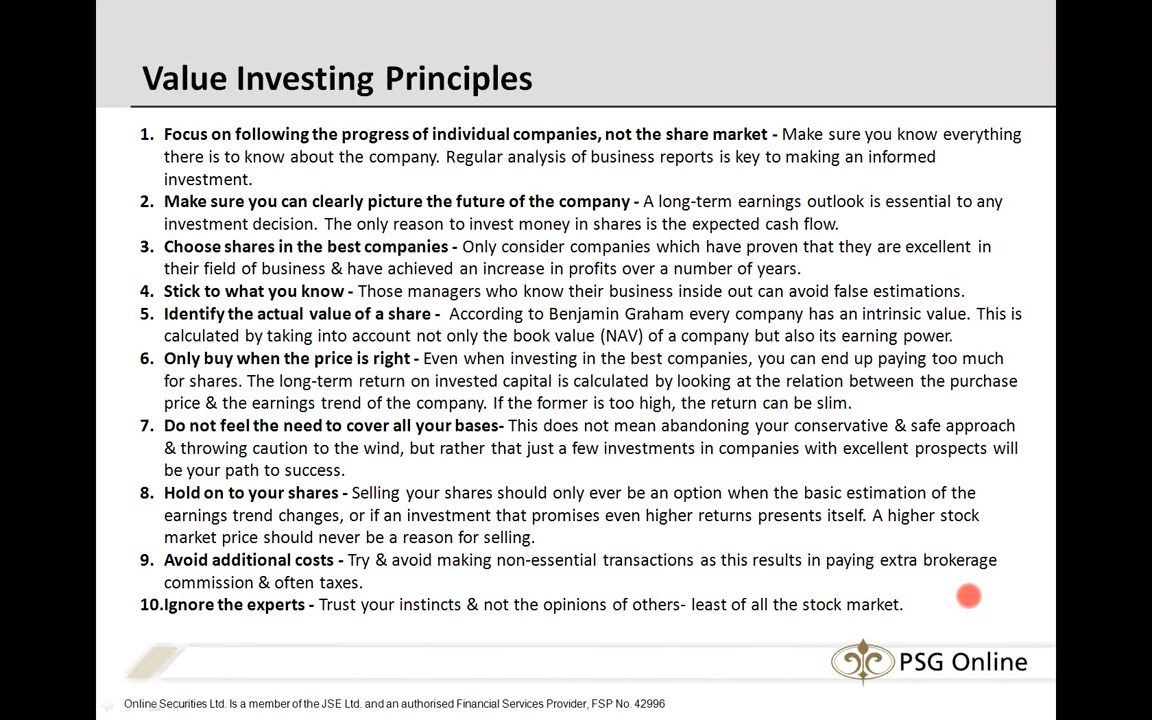 Value Investing Principles
1. Focus on following the progress of individual companies, not the share market - Make sure you know everything
there is to know about the company. Regular analysis of business reports is key to making an informed
investment.
2. Make sure you can clearly picture the future of the company - A long-term earnings outlook is essential to any
investment decision. The only reason to invest money in shares is the expected cash flow.
3. Choose shares in the best companies - Only consider companies which have proven that they are excellent in
their field of business & have achieved an increase in profits over a number of years.
4. Stick to what you know - Those managers who know their business inside out can avoid false estimations.
5. Identify the actual value of a share - According to Benjamin Graham every company has an intrinsic value. This is
calculated by taking into account not only the book value (NAV) of a company but also its earning power.
6. Only buy when the price is right - Even when investing in the best companies, you can end up paying too much
for shares. The long-term return on invested capital is calculated by looking at the relation between the purchase
price & the earnings trend of the company. If the former is too high, the return can be slim.
7. Do not feel the need to cover all your bases- This does not mean abandoning your conservative & safe approach
& throwing caution to the wind, but rather that just a few investments in companies with excellent prospects will
be your path to success.
8. Hold on to your shares - Selling your shares should only ever be an option when the basic estimation of the
earnings trend changes, or if an investment that promises even higher returns presents itself. A higher stock
market price should never be a reason for selling.
9. Avoid additional costs - Try & avoid making non-essential transactions as this results in paying extra brokerage
commission & often taxes.
10.Ignore the experts - Trust your instincts & not the opinions of others- least of all the stock market.
PSG Online
Online Securities Ltd. Is a member of the JSE Ltd. and an authorised Financial Services Provider, FSP No. 42996